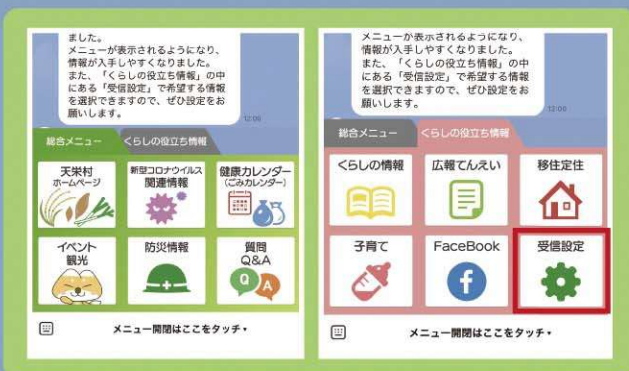 ました。
メニューが表示されるようになり、
情報が入手しやすくなりました。
また、「くらしの役立ち情報」の中
にある「受信設定」で希望する情報
を選択できますので、ぜひ設定をお
願いします。
12:06
総合メニュー
くらしの役立ち情報
天栄村
ホームページ
新型コロナウイルス
関連情報
健康カレンダー
(ごみカレンダー)
イベント
観光
防災情報
質問
Q&A
Q
A
メニュー開閉はここをタッチ▾
メニューが表示されるようになり、
情報が入手しやすくなりました。
また、「くらしの役立ち情報」の中
にある「受信設定」で希望する情報
を選択できますので、ぜひ設定をお
願いします。
12:06
総合メニュー
くらしの役立ち情報
くらしの情報
広報てんえい
移住定住
子育て
FaceBook
f
受信設定
メニュー開閉はここをタッチ▾